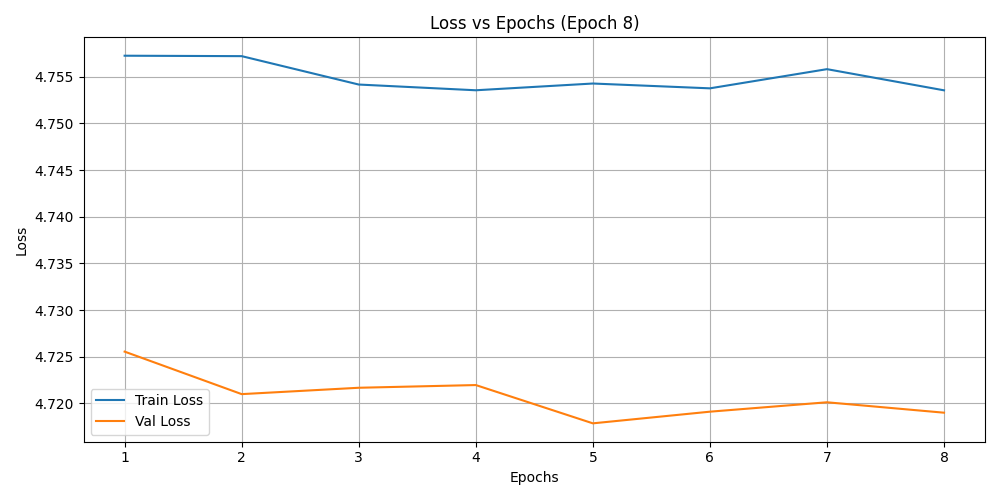 Loss vs Epochs (Epoch 8)
4.755
4.750
4.745
4.740
4.735
4.730
4.725
4.720
Loss
Train Loss
Val Loss
1 2 3 4 5 6 7 8
Epochs